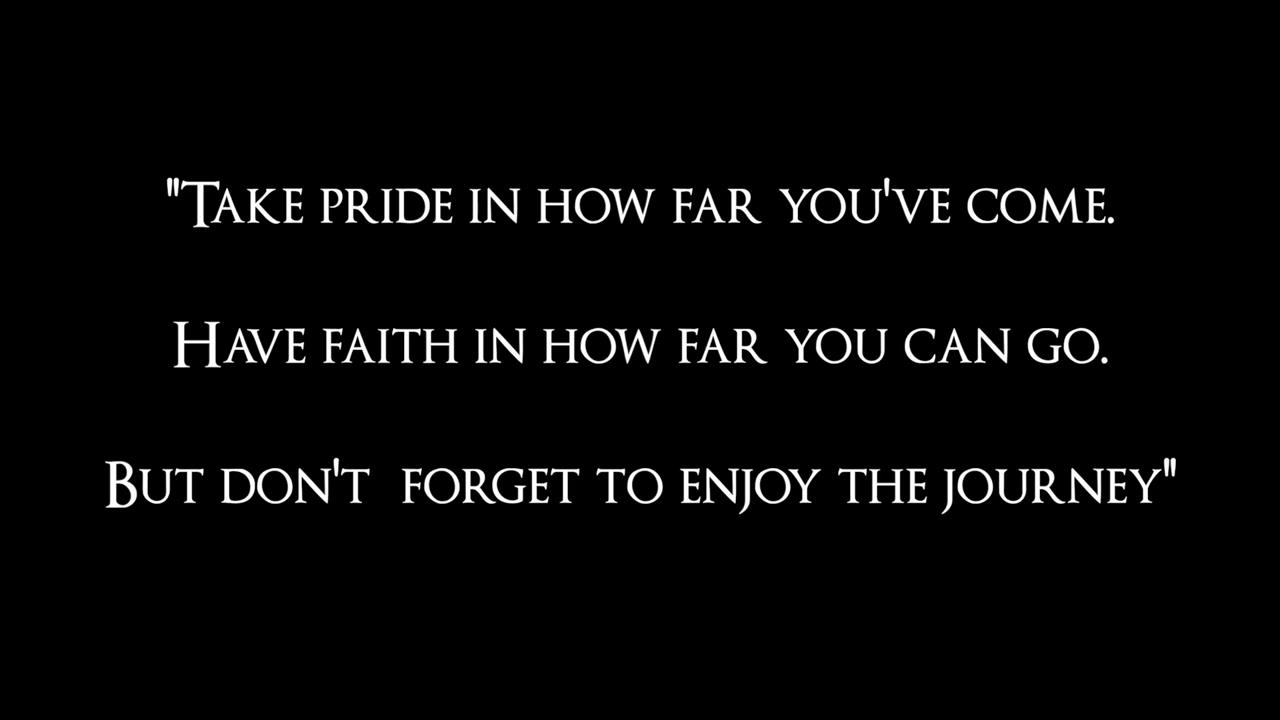 "Take pride in how far you've come.
Have faith in how far you can go.
But don't forget to enjoy the journey"